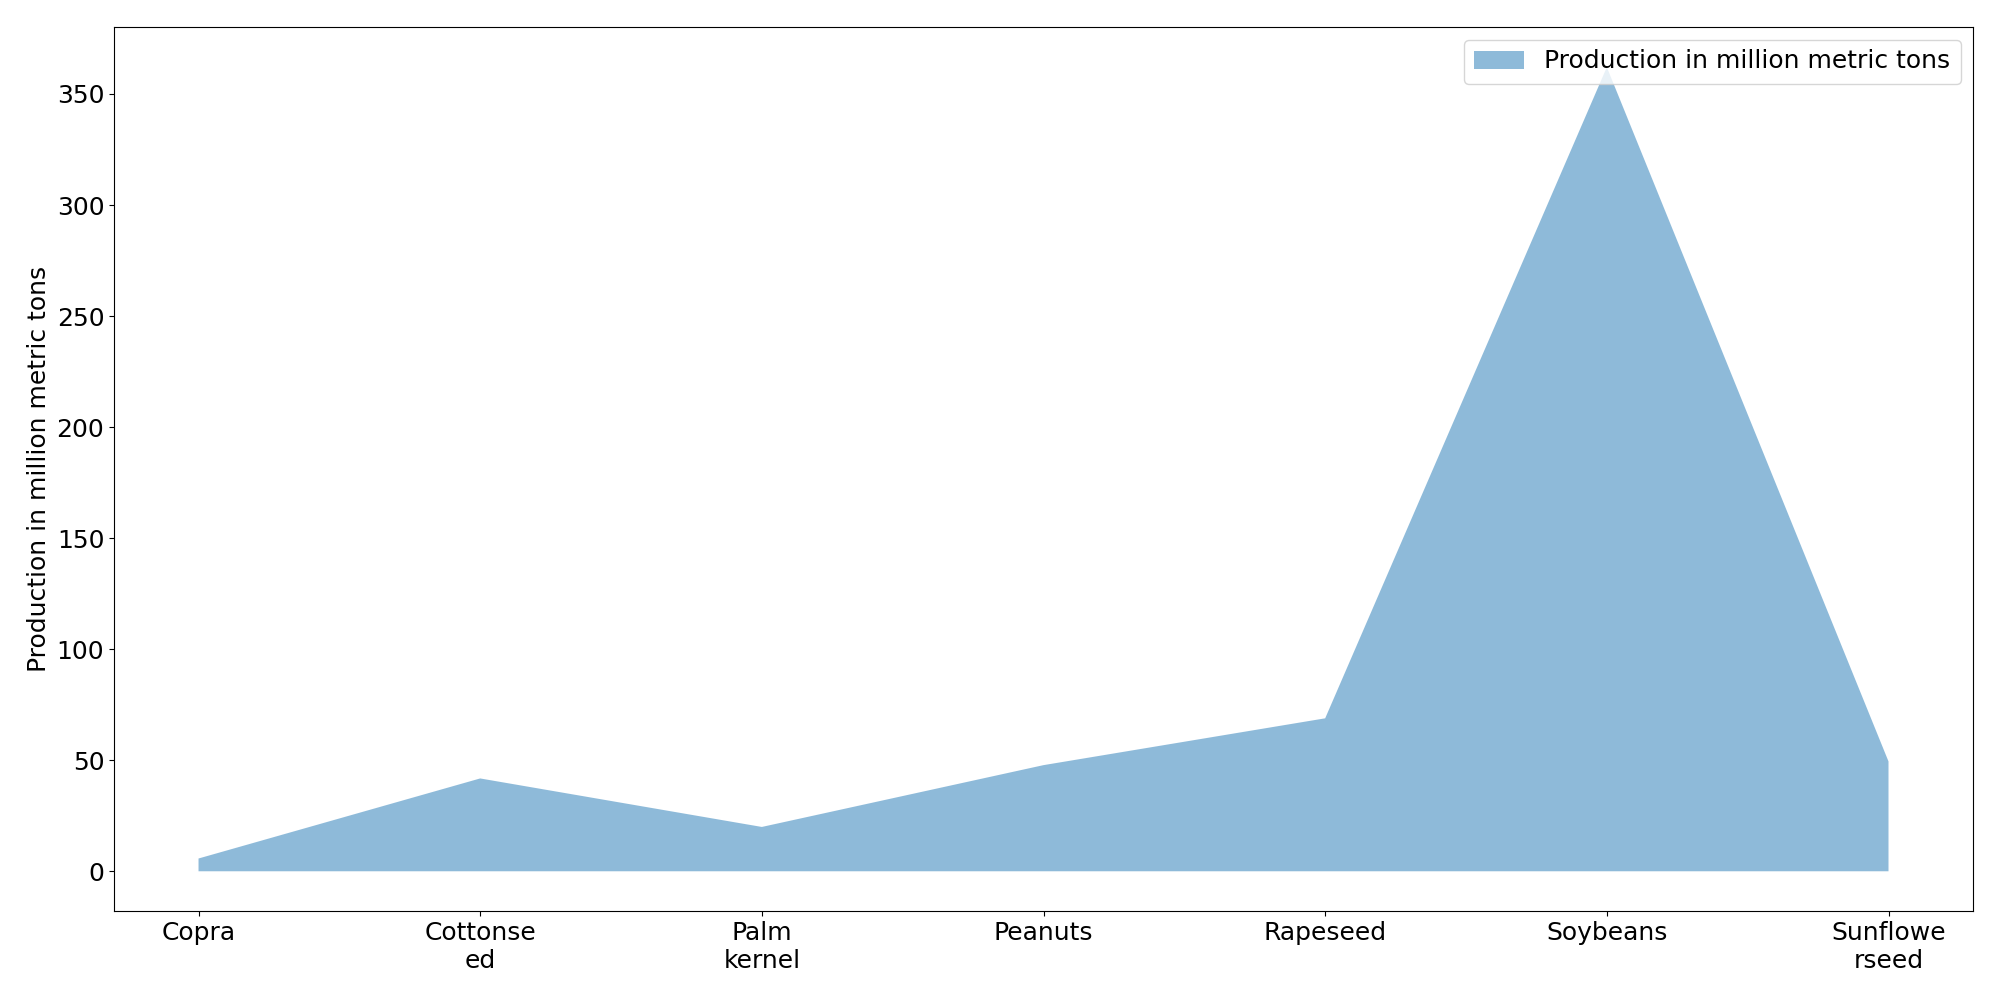 Production in million metric tons
Production in million metric tons
350
300
250
200
150
100
50
0
Copra
Cottonse
ed
Palm
kernel
Peanuts
Rapeseed
Soybeans
Sunflowe
rseed